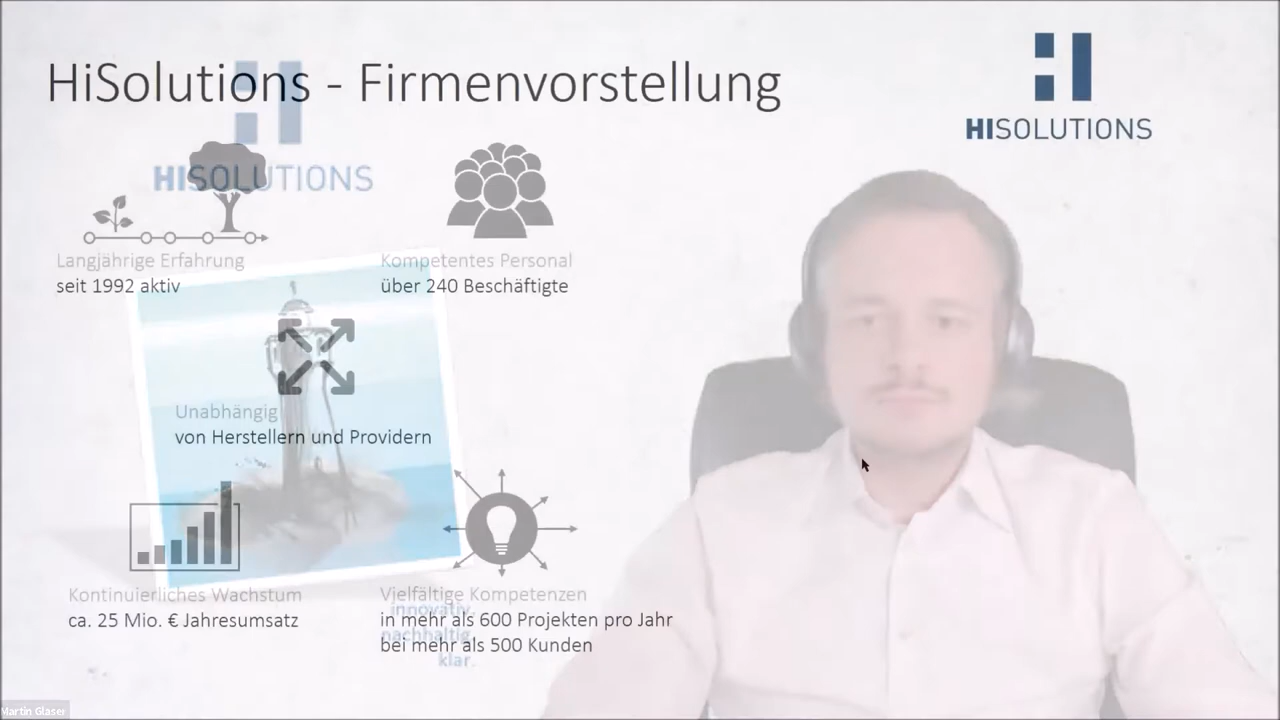 HiSolutions - Firmenvorstellung
HISOLUTIONS
HISOLUTIONS
Langjährige Erfahrung
seit 1992 aktiv
Kompetentes Personal
über 240 Beschäftigte
Unabhängig
von Herstellern und Providern
Kontinuierliches Wachstum
ca. 25 Mio. € Jahresumsatz
Vielfältige Kompetenzen
in mehr als 600 Projekten pro Jahr
bei mehr als 500 Kunden
innovativ.
nachhaltig
klar.
Martin Glaser